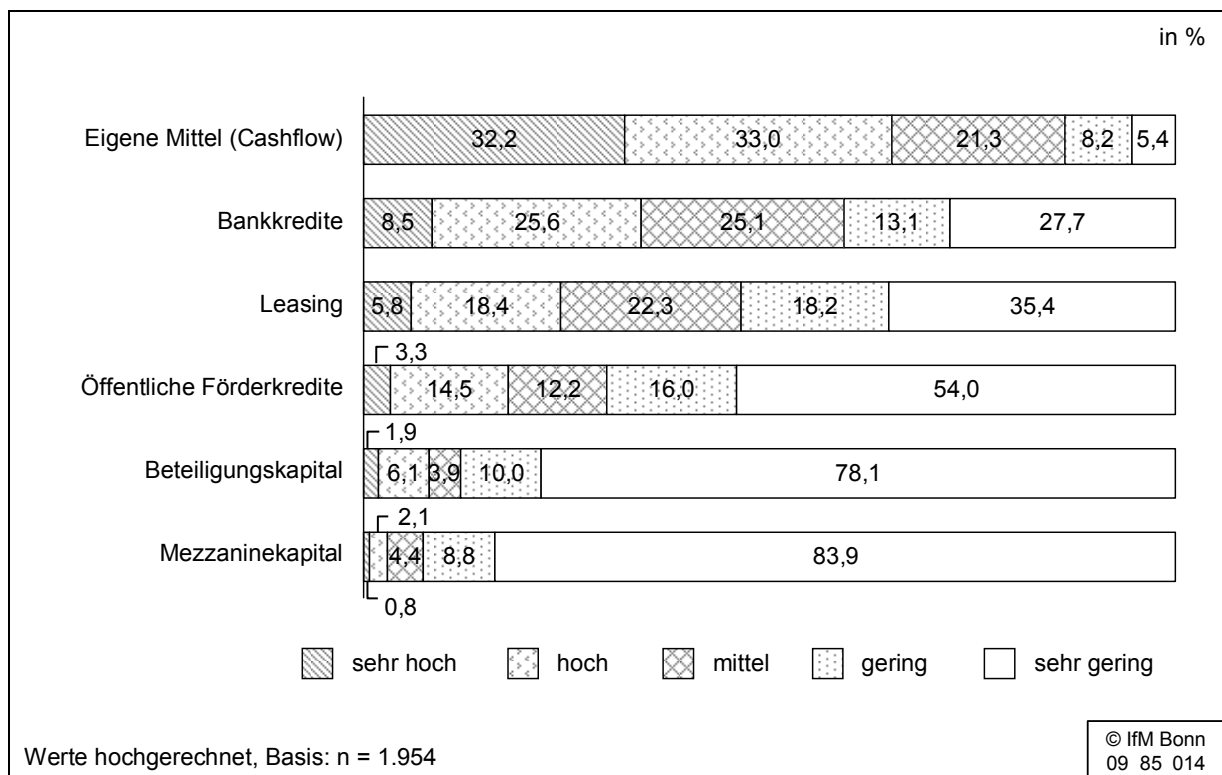 in %
Eigene Mittel (Cashflow) 32,2 33,0 21,3 8,2 5,4
Bankkredite 8,5 25,6 25,1 13,1 27,7
Leasing 5,8 18,4 22,3 18,2 35,4
3,3
Öffentliche Förderkredite 14,5 12,2 16,0 54,0
1,9
Beteiligungskapital 6,1 3,9 10,0 78,1
2,1
Mezzaninekapital 4,4 8,8 83,9
0,8
sehr hoch hoch mittel gering sehr gering
Werte hochgerechnet, Basis: n = 1.954
© IfM Bonn
09 85 014